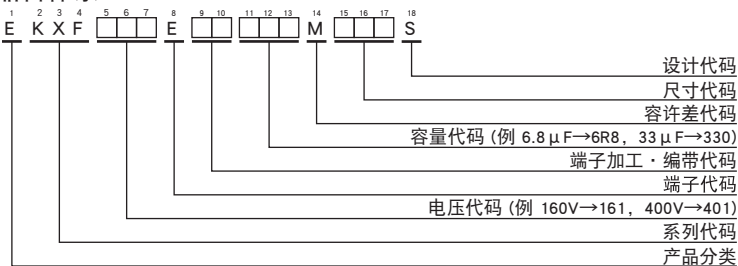 1 2 3 4 5 6 7 8 9 10 11 12 13 14 15 16 17 18
E K X F □□□ E □□ □□□ M □□□ S
设计代码
尺寸代码
容许差代码
容量代码 (例 6.8μF→6R8，33μF→330)
端子加工・编带代码
端子代码
电压代码 (例 160V→161，400V→401)
系列代码
产品分类